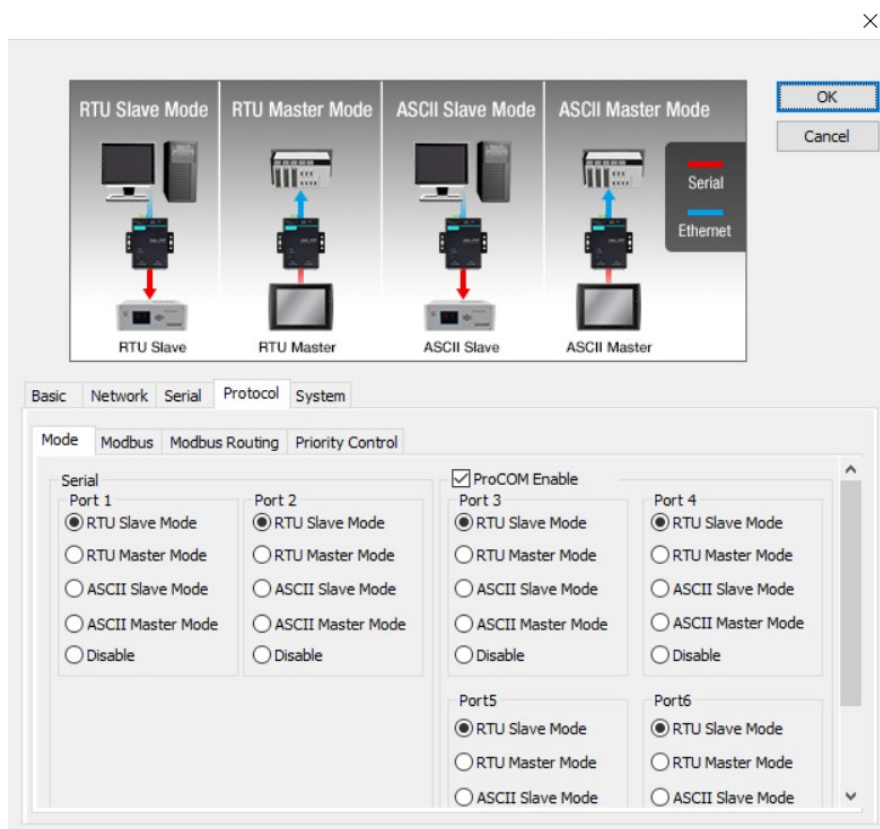 RTU Slave Mode
RTU Master Mode
ASCII Slave Mode
ASCII Master Mode
OK
Cancel
Serial
Ethernet
RTU Slave
RTU Master
ASCII Slave
ASCII Master
Basic
Network
Serial
Protocol
System
Mode
Modbus
Modbus Routing
Priority Control
Serial
Port 1
RTU Slave Mode
RTU Master Mode
ASCII Slave Mode
ASCII Master Mode
Disable
Port 2
RTU Slave Mode
RTU Master Mode
ASCII Slave Mode
ASCII Master Mode
Disable
ProCOM Enable
Port 3
RTU Slave Mode
RTU Master Mode
ASCII Slave Mode
ASCII Master Mode
Disable
Port 4
RTU Slave Mode
RTU Master Mode
ASCII Slave Mode
ASCII Master Mode
Disable
Port5
RTU Slave Mode
RTU Master Mode
ASCII Slave Mode
Port6
RTU Slave Mode
RTU Master Mode
ASCII Slave Mode